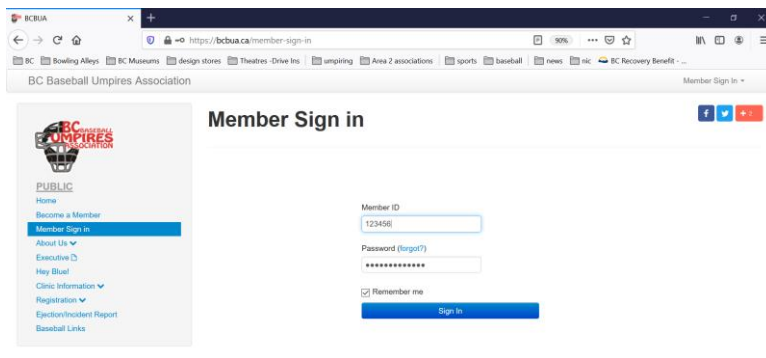 BCBUA
https://bcbua.ca/member-sign-in
90%
BC Bowling Alleys BC Museums design stores Theatres -Drive Ins umpiring Area 2 associations sports baseball news nic BC Recovery Benefit - ...
BC Baseball Umpires Association
Member Sign In
BC BASEBALL
UMPIRES
ASSOCIATION
Member Sign in
+ 2
PUBLIC
Home
Become a Member
Member Sign in
About Us
Executive
Hey Blue!
Clinic Information
Registration
Ejection/Incident Report
Baseball Links
Member ID
123456
Password (forgot?)
•••••••••••••
Remember me
Sign In